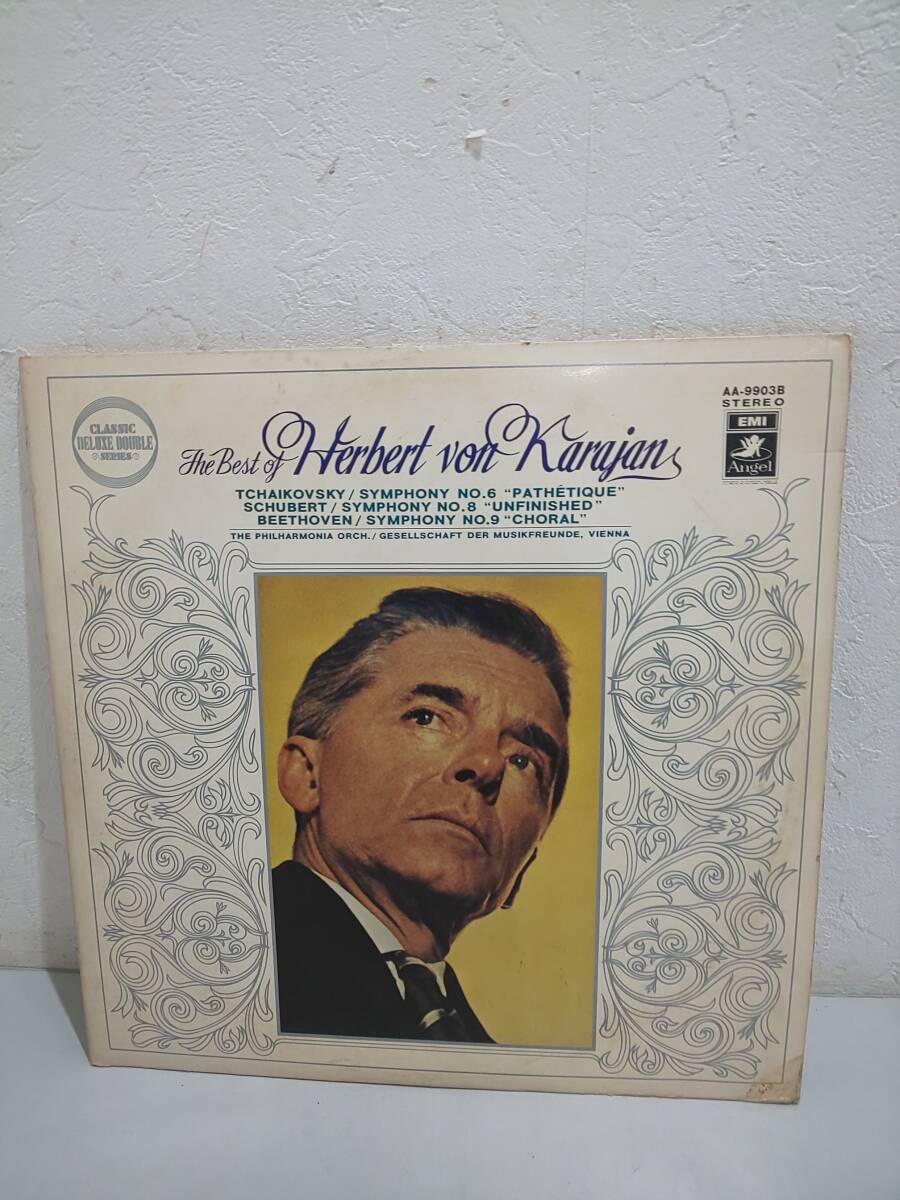 CLASSIC
DELUXE DOUBLE
SERIES
The Best of Herbert von Karajan
TCHAIKOVSKY / SYMPHONY NO.6 “PATHÉTIQUE”
SCHUBERT / SYMPHONY NO.8 “UNFINISHED”
BEETHOVEN / SYMPHONY NO.9 “CHORAL”
THE PHILHARMONIA ORCH./ GESELLSCHAFT DER MUSIKFREUNDE, VIENNA
AA-9903B
STEREO
EMI
Angel